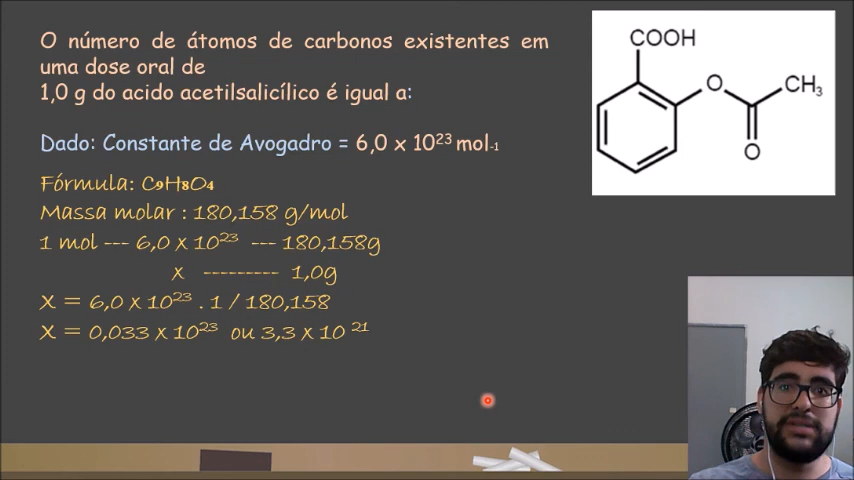 O número de átomos de carbonos existentes em
uma dose oral de
1,0 g do acido acetilsalicílico é igual a:
Dado: Constante de Avogadro = 6,0 x 10²³ mol-1
Fórmula: C₉H₈O₄
Massa molar : 180,158 g/mol
1 mol --- 6,0 x 10²³ --- 180,158g
x --------- 1,0g
X = 6,0 x 10²³ . 1 / 180,158
X = 0,033 x 10²³ ou 3,3 x 10 ²¹
COOH
O
CH₃
O